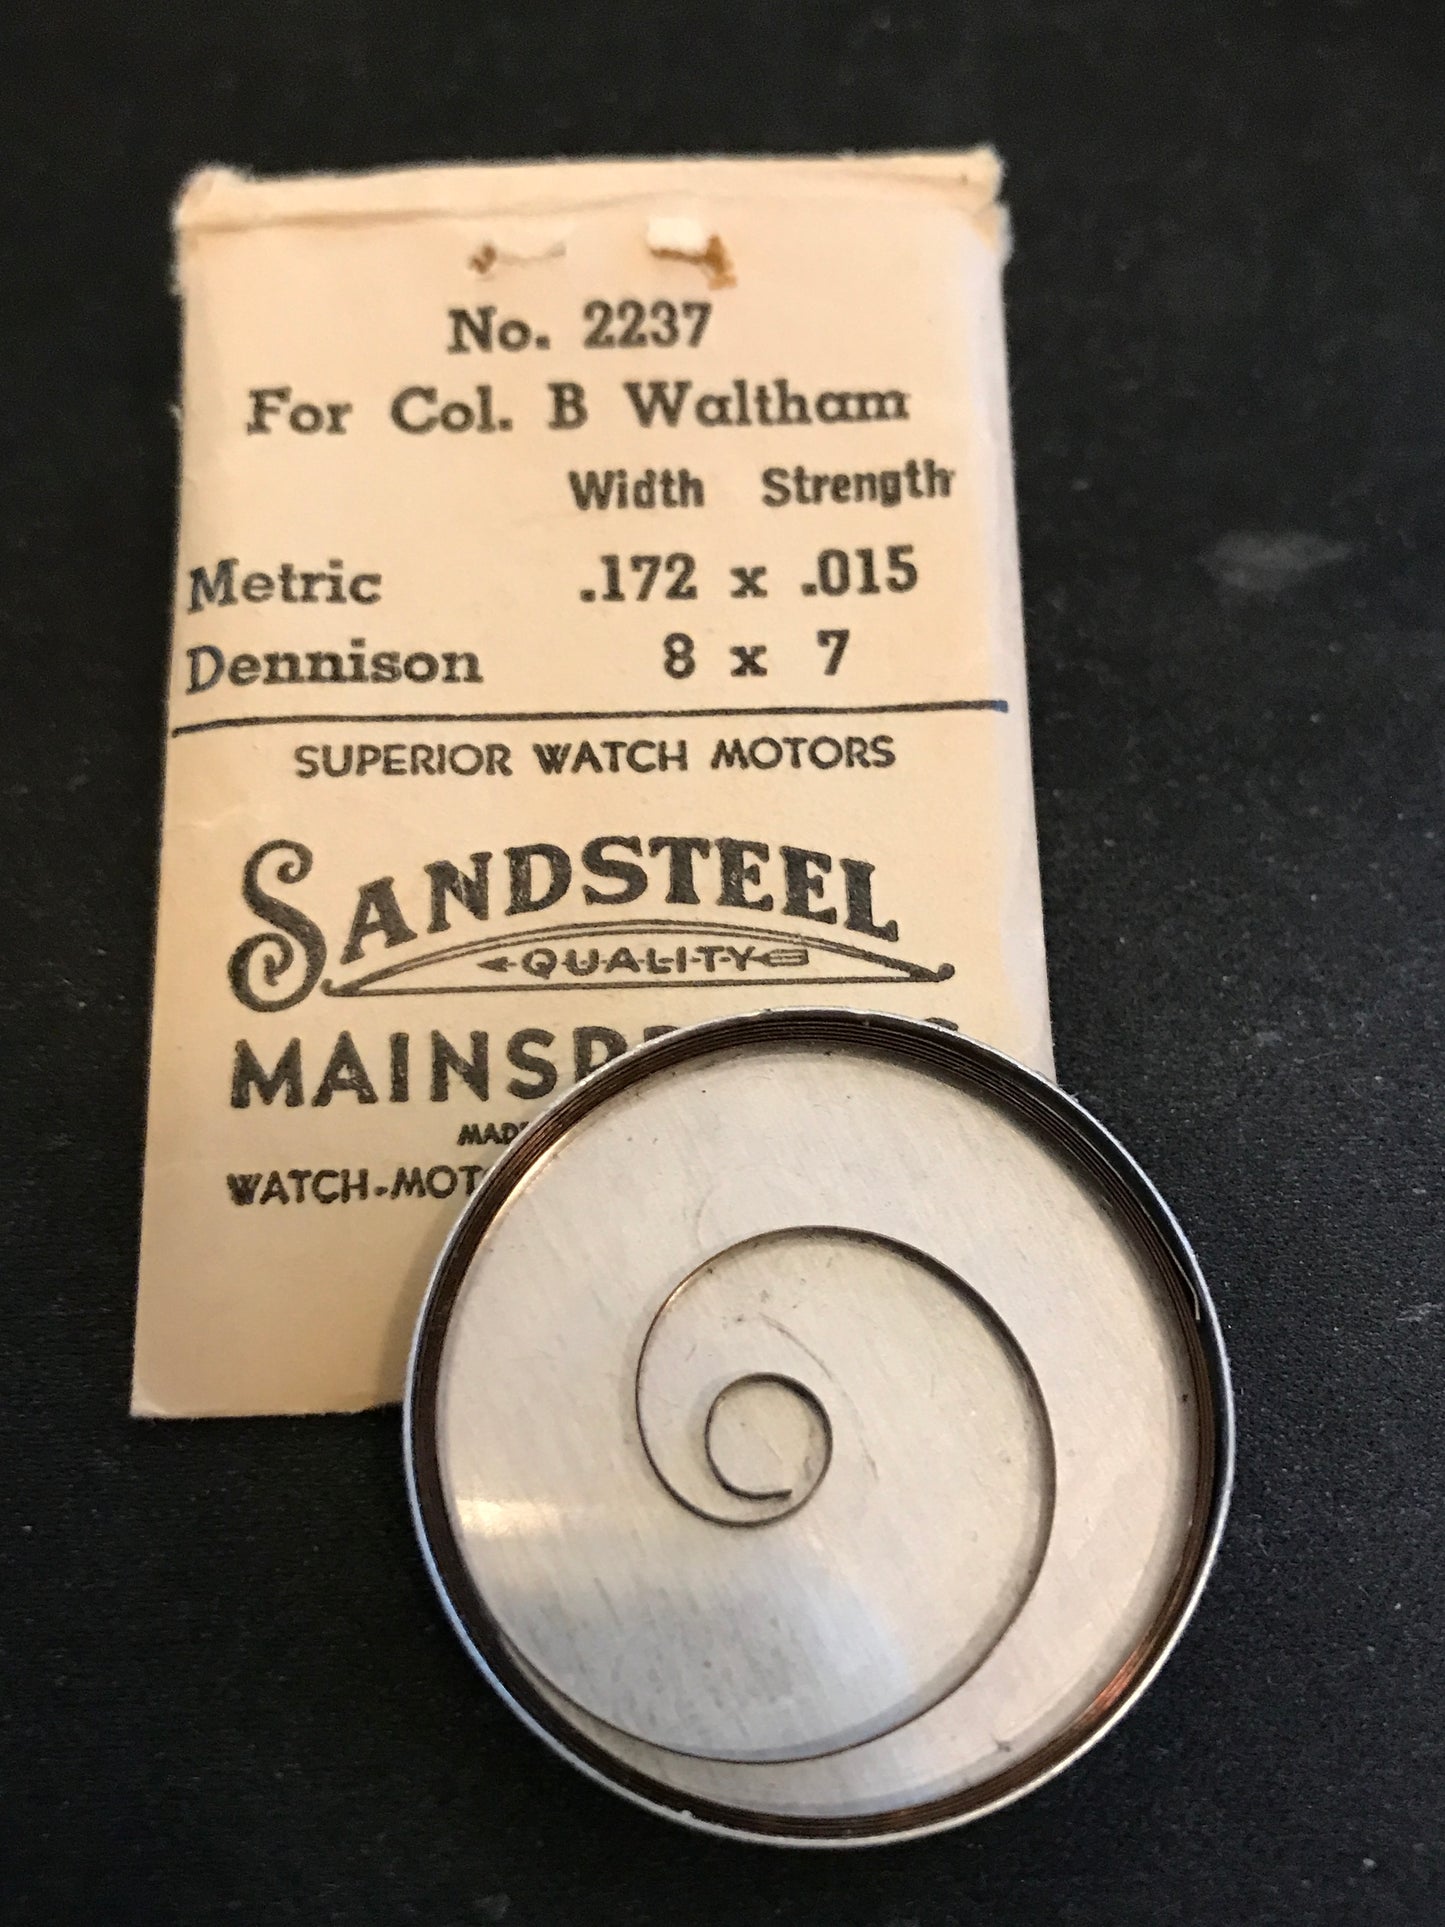 No. 2237
For Col. B Waltham
Width Strength
Metric .172 x .015
Dennison 8 x 7
SUPERIOR WATCH MOTORS
SANDSTEEL
QUALITY